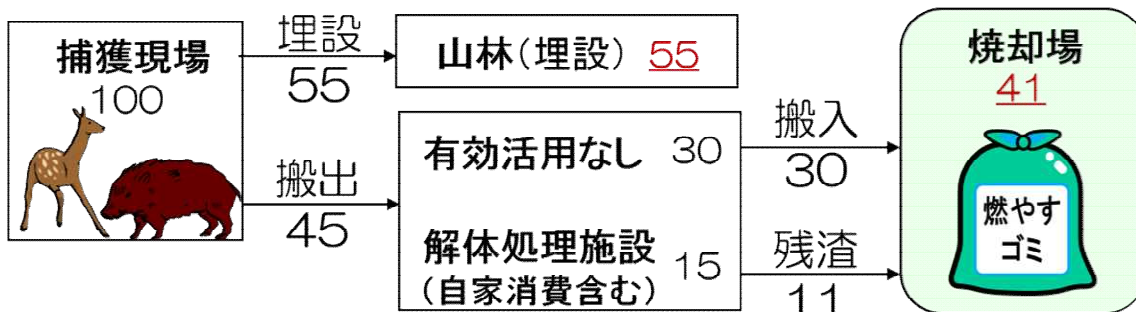 捕獲現場
100
埋設
55
山林(埋設) 55
搬出
45
有効活用なし 30
解体処理施設 15
(自家消費含む)
搬入
30
残渣
11
焼却場
41
燃やす
ゴミ